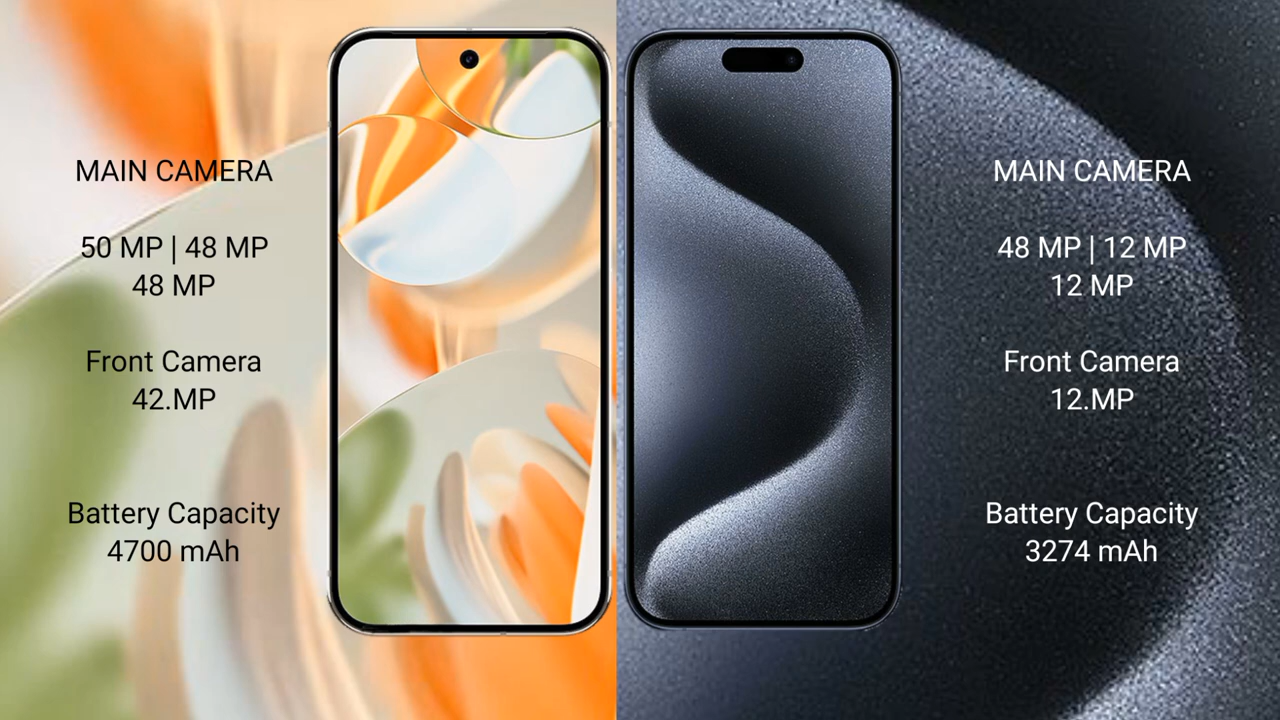 MAIN CAMERA
50 MP | 48 MP
48 MP
Front Camera
42.MP
Battery Capacity
4700 mAh
MAIN CAMERA
48 MP | 12 MP
12 MP
Front Camera
12.MP
Battery Capacity
3274 mAh